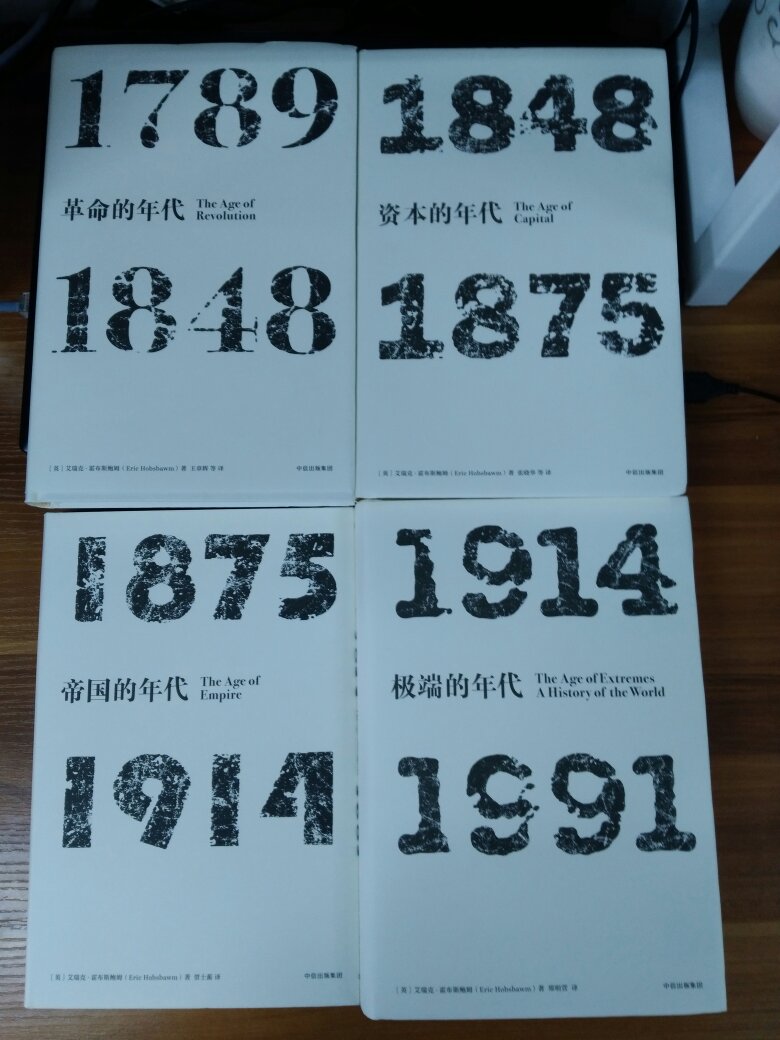 1789
革命的年代 The Age of
Revolution
1848
［英］艾瑞克·霍布斯鲍姆（Eric Hobsbawm）著 王章辉 等 译 中信出版集团
1848
资本的年代 The Age of
Capital
1875
［英］艾瑞克·霍布斯鲍姆（Eric Hobsbawm）著 张晓华 等 译 中信出版集团
1875
帝国的年代 The Age of
Empire
1914
［英］艾瑞克·霍布斯鲍姆（Eric Hobsbawm）著 贾士蘅 译 中信出版集团
1914
极端的年代 The Age of Extremes
A History of the World
1991
［英］艾瑞克·霍布斯鲍姆（Eric Hobsbawm）著 郑明萱 译 中信出版集团